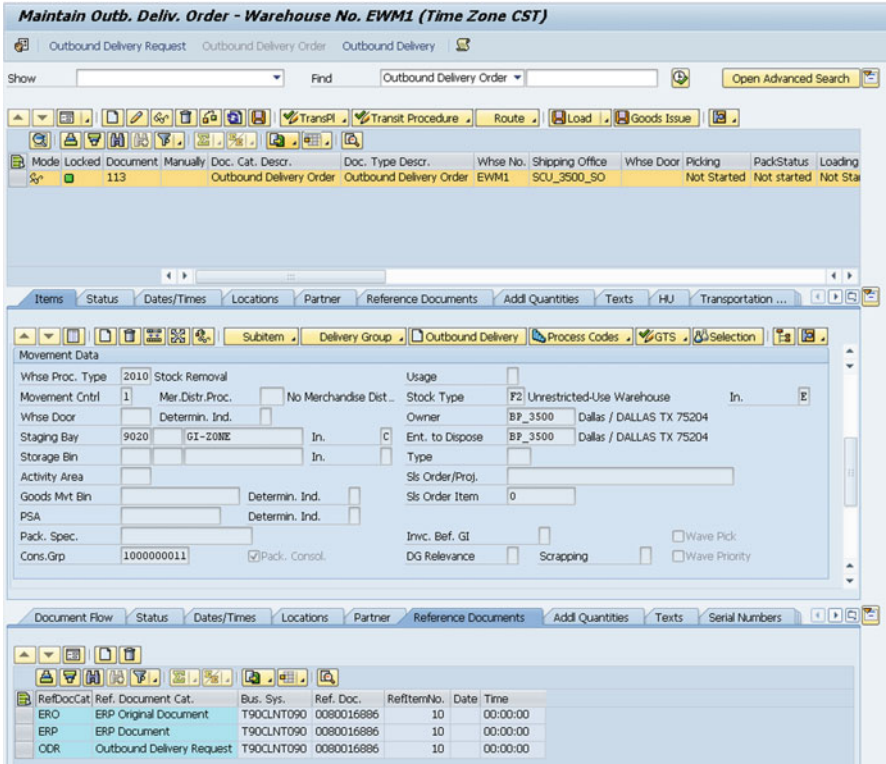 Maintain Outb. Deliv. Order - Warehouse No. EWM1 (Time Zone CST)
Outbound Delivery Request Outbound Delivery Order Outbound Delivery
Show Find Outbound Delivery Order Open Advanced Search
TransPl Transit Procedure Route Load Goods Issue
Mode Locked Document Manually Doc. Cat. Descr. Doc. Type Descr. Whse No. Shipping Office Whse Door Picking PackStatus Loading
113 Outbound Delivery Order Outbound Delivery Order EWM1 SCU_3500_SO Not Started Not started Not Sta
Items Status Dates/Times Locations Partner Reference Documents Addl Quantities Texts HU Transportation ...
Subitem Delivery Group Outbound Delivery Process Codes GTS Selection
Movement Data
Whse Proc. Type 2010 Stock Removal Usage
Movement Cntrl 1 Mer.Distr.Proc. No Merchandise Dist... Stock Type F2 Unrestricted-Use Warehouse In. E
Whse Door Determin. Ind. Owner BP_3500 Dallas / DALLAS TX 75204
Staging Bay 9020 GI-ZONE In. C Ent. to Dispose BP_3500 Dallas / DALLAS TX 75204
Storage Bin In. Type
Activity Area Sls Order/Proj.
Goods Mvt Bin Determin. Ind. Sls Order Item 0
PSA Determin. Ind.
Pack. Spec. Invc. Bef. GI Wave Pick
Cons.Grp 1000000011 Pack. Consol. DG Relevance Scrapping Wave Priority
Document Flow Status Dates/Times Locations Partner Reference Documents Addl Quantities Texts Serial Numbers
RefDocCat Ref. Document Cat. Bus. Sys. Ref. Doc. RefItemNo. Date Time
ERO ERP Original Document T90CLNT090 0080016886 10 00:00:00
ERP ERP Document T90CLNT090 0080016886 10 00:00:00
ODR Outbound Delivery Request T90CLNT090 0080016886 10 00:00:00